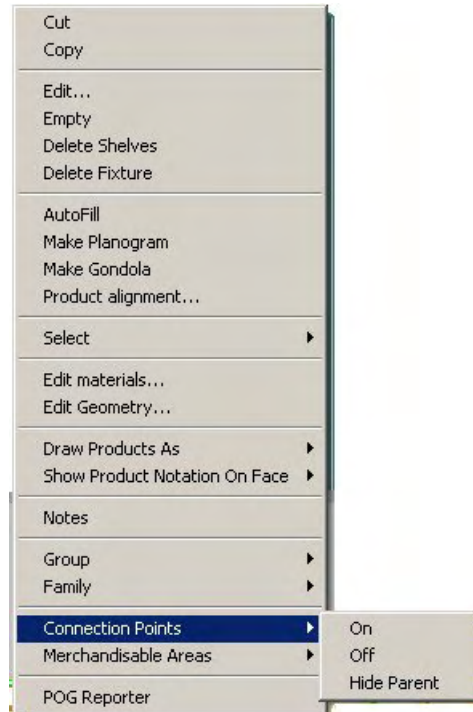 Cut
Copy
Edit...
Empty
Delete Shelves
Delete Fixture
AutoFill
Make Planogram
Make Gondola
Product alignment...
Select
Edit materials...
Edit Geometry...
Draw Products As
Show Product Notation On Face
Notes
Group
Family
Connection Points
On
Off
Hide Parent
Merchandisable Areas
POG Reporter